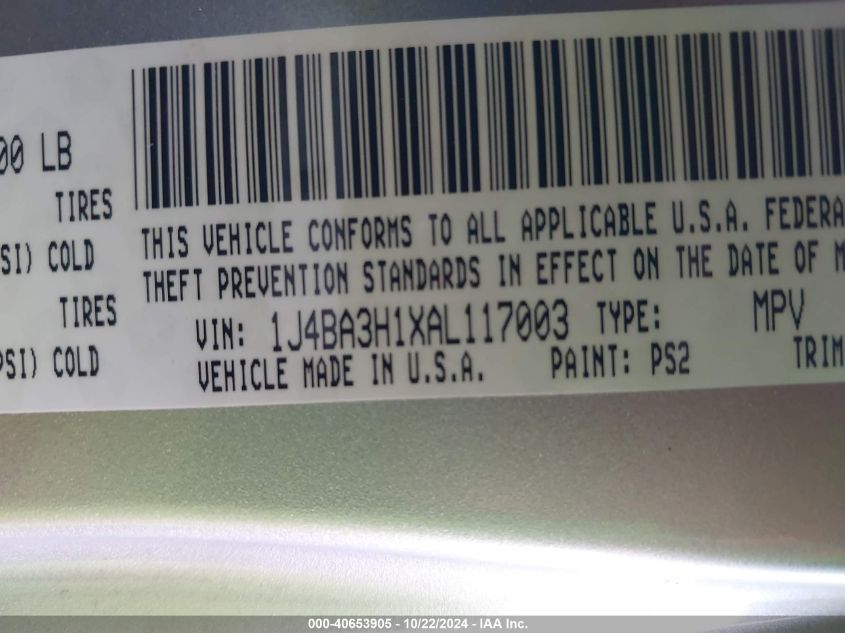 00 LB
TIRES
SI) COLD
TIRES
PSI) COLD
THIS VEHICLE CONFORMS TO ALL APPLICABLE U.S.A. FEDERA
THEFT PREVENTION STANDARDS IN EFFECT ON THE DATE OF M
VIN: 1J4BA3H1XAL117003 TYPE: MPV
VEHICLE MADE IN U.S.A. PAINT: PS2 TRIM
000-40653905 - 10/22/2024 - IAA Inc.